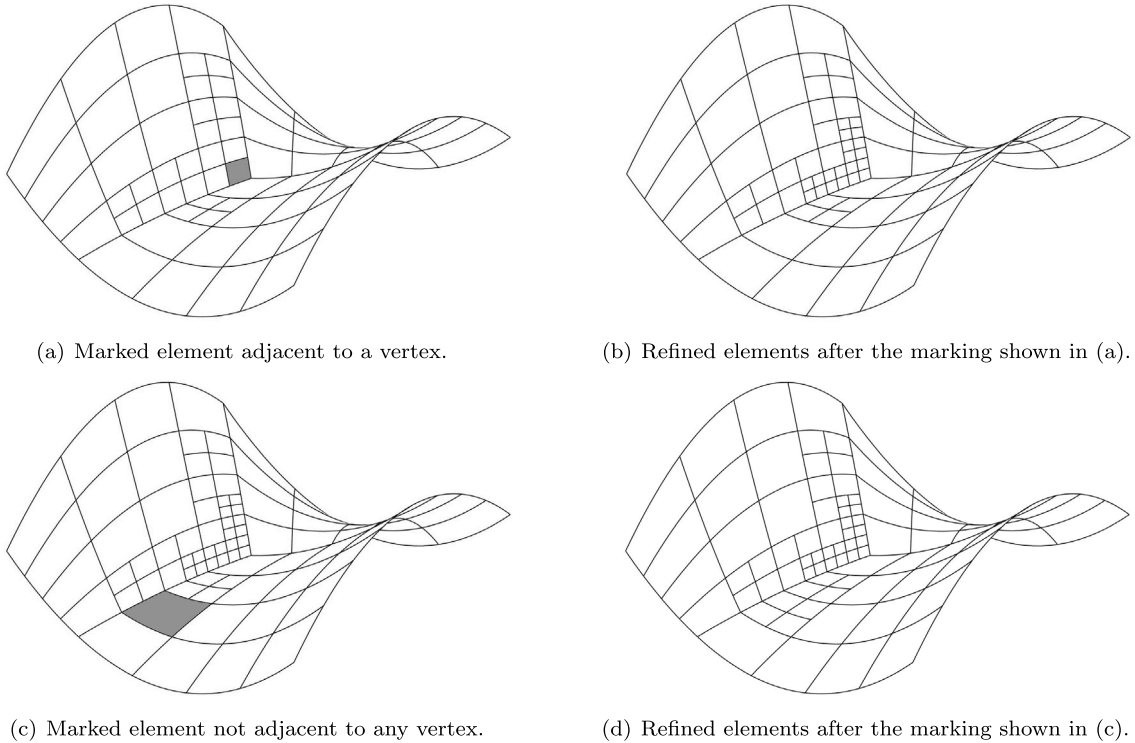 (a) Marked element adjacent to a vertex.
(b) Refined elements after the marking shown in (a).
(c) Marked element not adjacent to any vertex.
(d) Refined elements after the marking shown in (c).